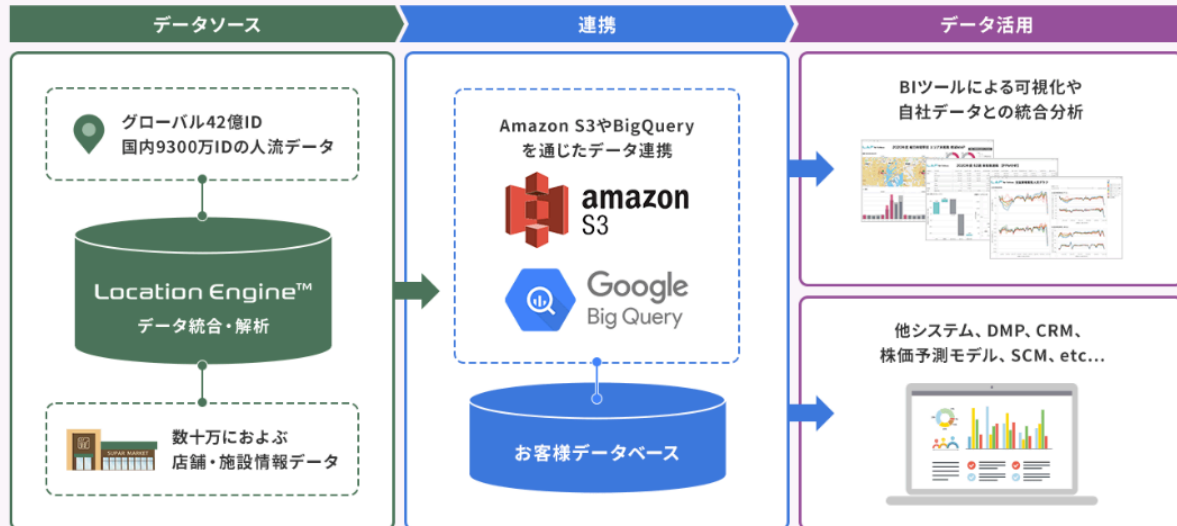 データソース
連携
データ活用
グローバル42億ID
国内9300万IDの人流データ
Location Engine™
データ統合・解析
数十万におよぶ
店舗・施設情報データ
SUPAR MARKET
Amazon S3やBigQuery
を通じたデータ連携
amazon
S3
Google
Big Query
お客様データベース
BIツールによる可視化や
自社データとの統合分析
他システム、DMP、CRM、
株価予測モデル、SCM、etc...